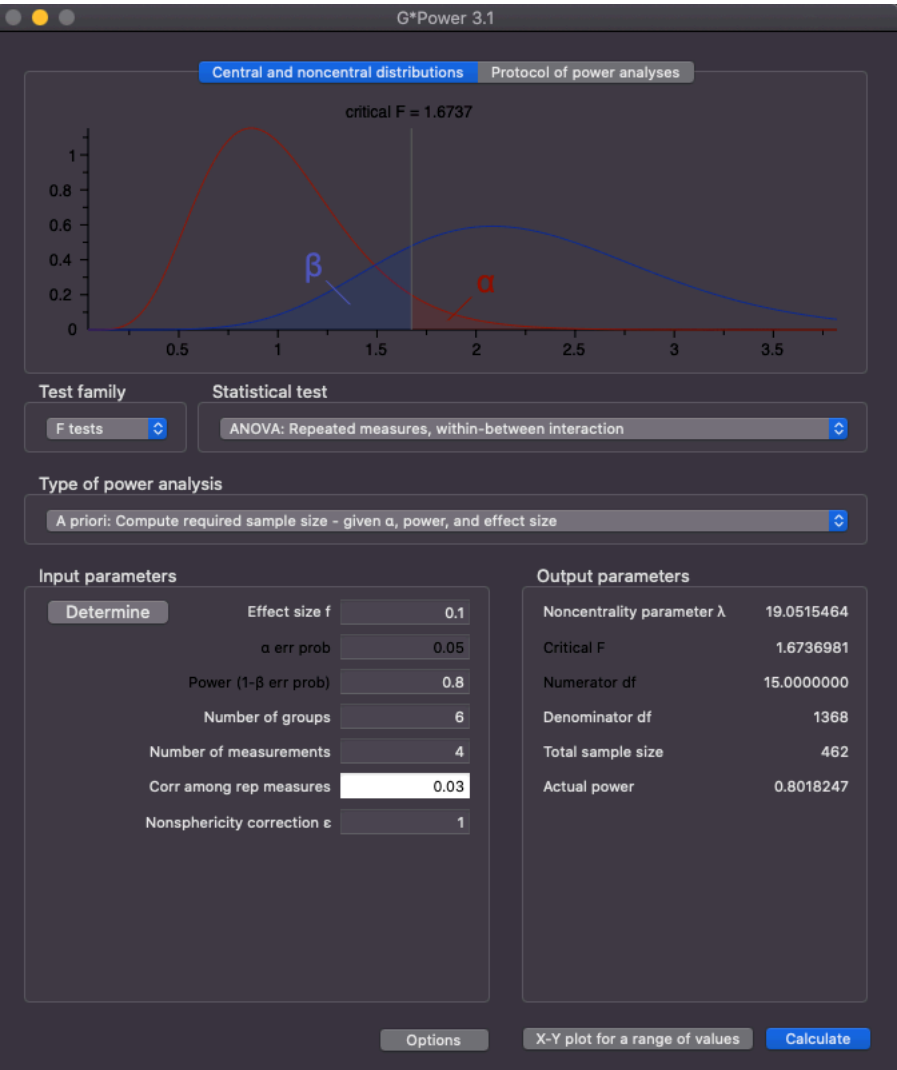 G*Power 3.1
Central and noncentral distributions Protocol of power analyses
critical F = 1.6737
1
0.8
0.6
0.4
0.2
0
β
α
0.5 1 1.5 2 2.5 3 3.5
Test family Statistical test
F tests ANOVA: Repeated measures, within-between interaction
Type of power analysis
A priori: Compute required sample size - given α, power, and effect size
Input parameters
Determine Effect size f 0.1
α err prob 0.05
Power (1-β err prob) 0.8
Number of groups 6
Number of measurements 4
Corr among rep measures 0.03
Nonsphericity correction ε 1
Output parameters
Noncentrality parameter λ 19.0515464
Critical F 1.6736981
Numerator df 15.0000000
Denominator df 1368
Total sample size 462
Actual power 0.8018247
Options X-Y plot for a range of values Calculate